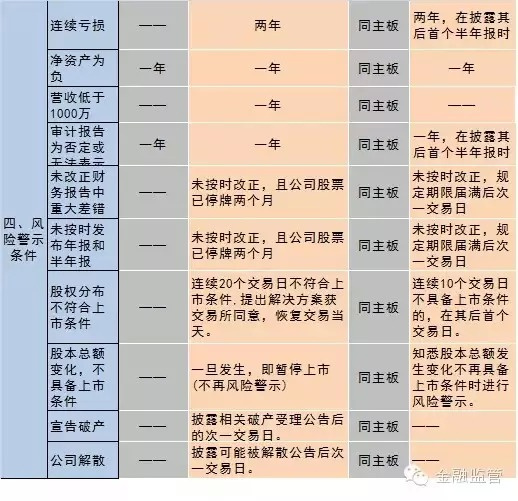 连续亏损 —— 两年 同主板 两年，在披露其
后首个半年报时
净资产为
负 一年 一年 同主板 一年
营收低于
1000万 —— 一年 同主板 ——
审计报告
为否定或
无法表示 一年 一年 同主板 一年，在披露其
后首个半年报时
四、风
险警示
条件
未改正财
务报告中
重大差错 —— 未按时改正，且公司股票
已停牌两个月 同主板 未按时改正，规
定期限届满后次
一交易日
未按时发
布年报和
半年报 —— 未按时改正，且公司股票
已停牌两个月 同主板 未按时改正，规
定期限届满后次
一交易日
股权分布
不符合上
市条件 —— 连续20个交易日不符合上
市条件,提出解决方案获
交易所同意，恢复交易当
天。 同主板 连续10个交易日
不具备上市条件
的，在其后首个
交易日。
股本总额
变化，不
具备上市
条件 —— 一旦发生，即暂停上市
(不再风险警示) 同主板 知悉股本总额发
生变化不再具备
上市条件时进行
风险警示。
宣告破产 —— 披露相关破产受理公告后
的次一交易日。 同主板 ——
公司解散 —— 披露可能被解散公告后次
一交易日。 同主板 ——
金融监管